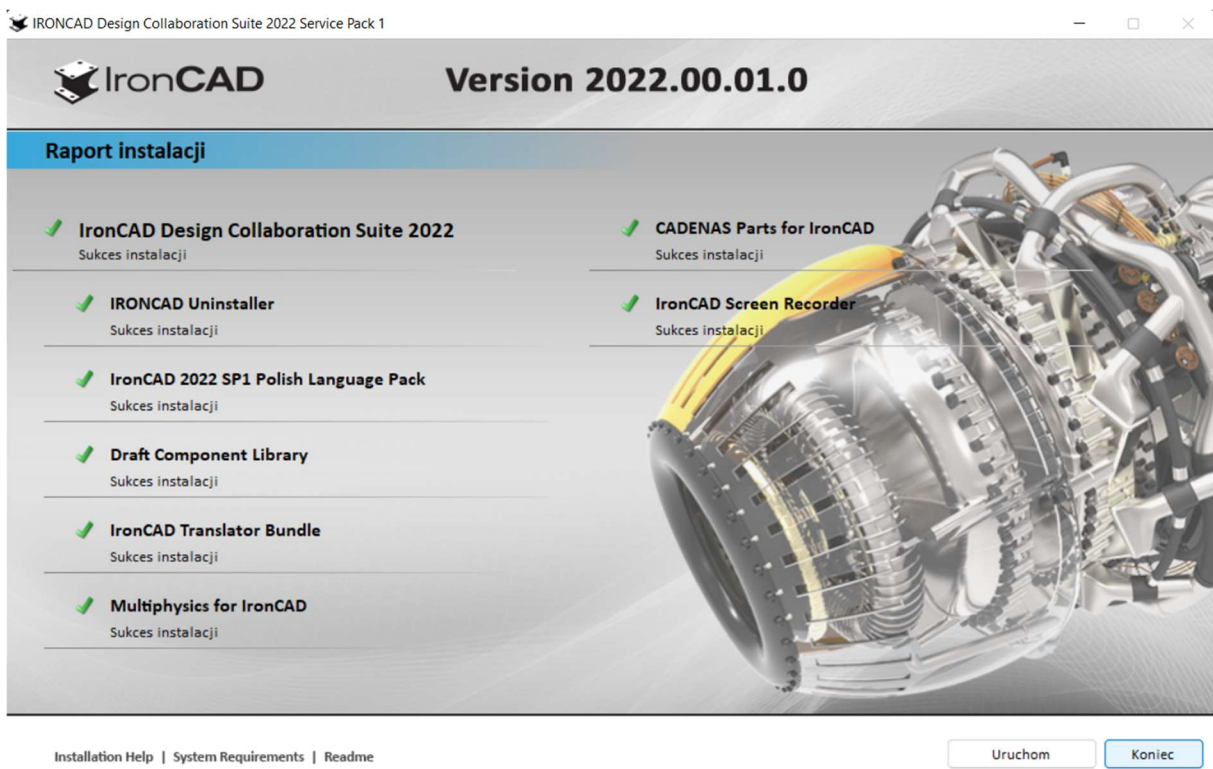 IRONCAD Design Collaboration Suite 2022 Service Pack 1
IronCAD
Version 2022.00.01.0
Raport instalacji
IronCAD Design Collaboration Suite 2022
Sukces instalacji
IRONCAD Uninstaller
Sukces instalacji
IronCAD 2022 SP1 Polish Language Pack
Sukces instalacji
Draft Component Library
Sukces instalacji
IronCAD Translator Bundle
Sukces instalacji
Multiphysics for IronCAD
Sukces instalacji
CADENAS Parts for IronCAD
Sukces instalacji
IronCAD Screen Recorder
Sukces instalacji
Installation Help | System Requirements | Readme
Uruchom
Koniec